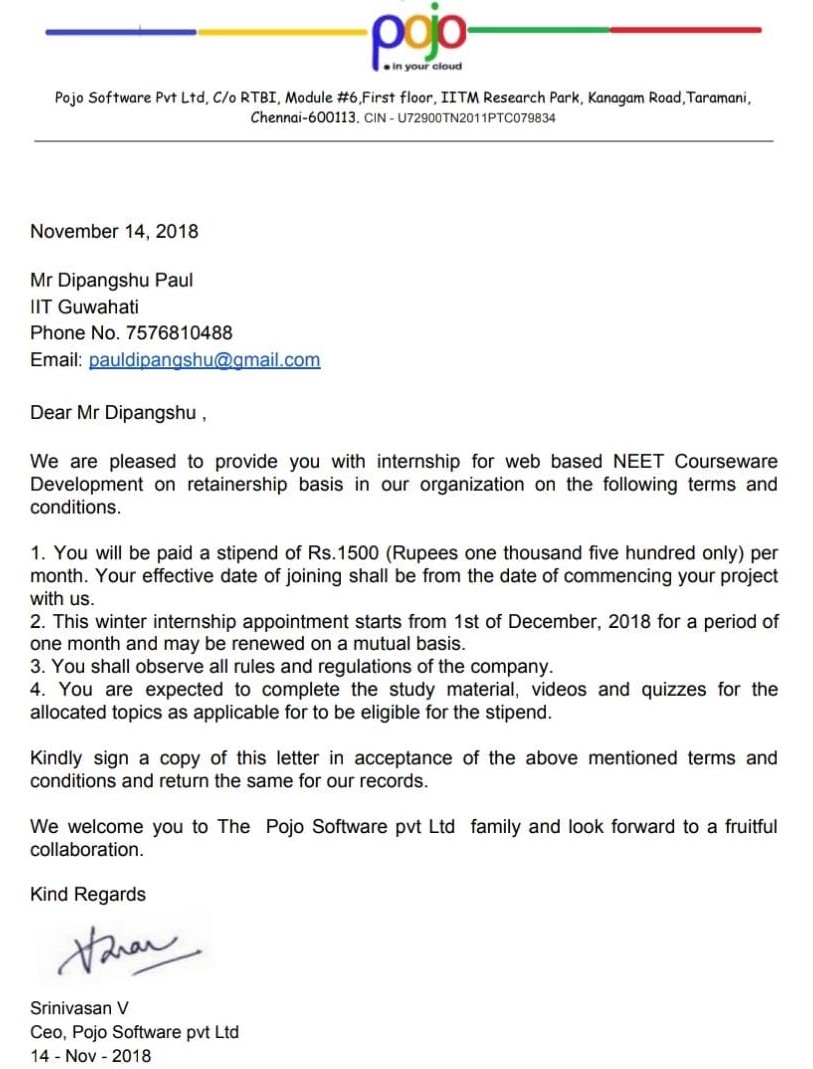 pojo
in your cloud
Pojo Software Pvt Ltd, C/o RTBI, Module #6,First floor, IITM Research Park, Kanagam Road,Taramani,
Chennai-600113. CIN - U72900TN2011PTC079834
November 14, 2018
Mr Dipangshu Paul
IIT Guwahati
Phone No. 7576810488
Email: pauldipangshu@gmail.com
Dear Mr Dipangshu ,
We are pleased to provide you with internship for web based NEET Courseware
Development on retainership basis in our organization on the following terms and
conditions.
1. You will be paid a stipend of Rs.1500 (Rupees one thousand five hundred only) per
month. Your effective date of joining shall be from the date of commencing your project
with us.
2. This winter internship appointment starts from 1st of December, 2018 for a period of
one month and may be renewed on a mutual basis.
3. You shall observe all rules and regulations of the company.
4. You are expected to complete the study material, videos and quizzes for the
allocated topics as applicable for to be eligible for the stipend.
Kindly sign a copy of this letter in acceptance of the above mentioned terms and
conditions and return the same for our records.
We welcome you to The Pojo Software pvt Ltd family and look forward to a fruitful
collaboration.
Kind Regards
Srinivasan V
Ceo, Pojo Software pvt Ltd
14 - Nov - 2018